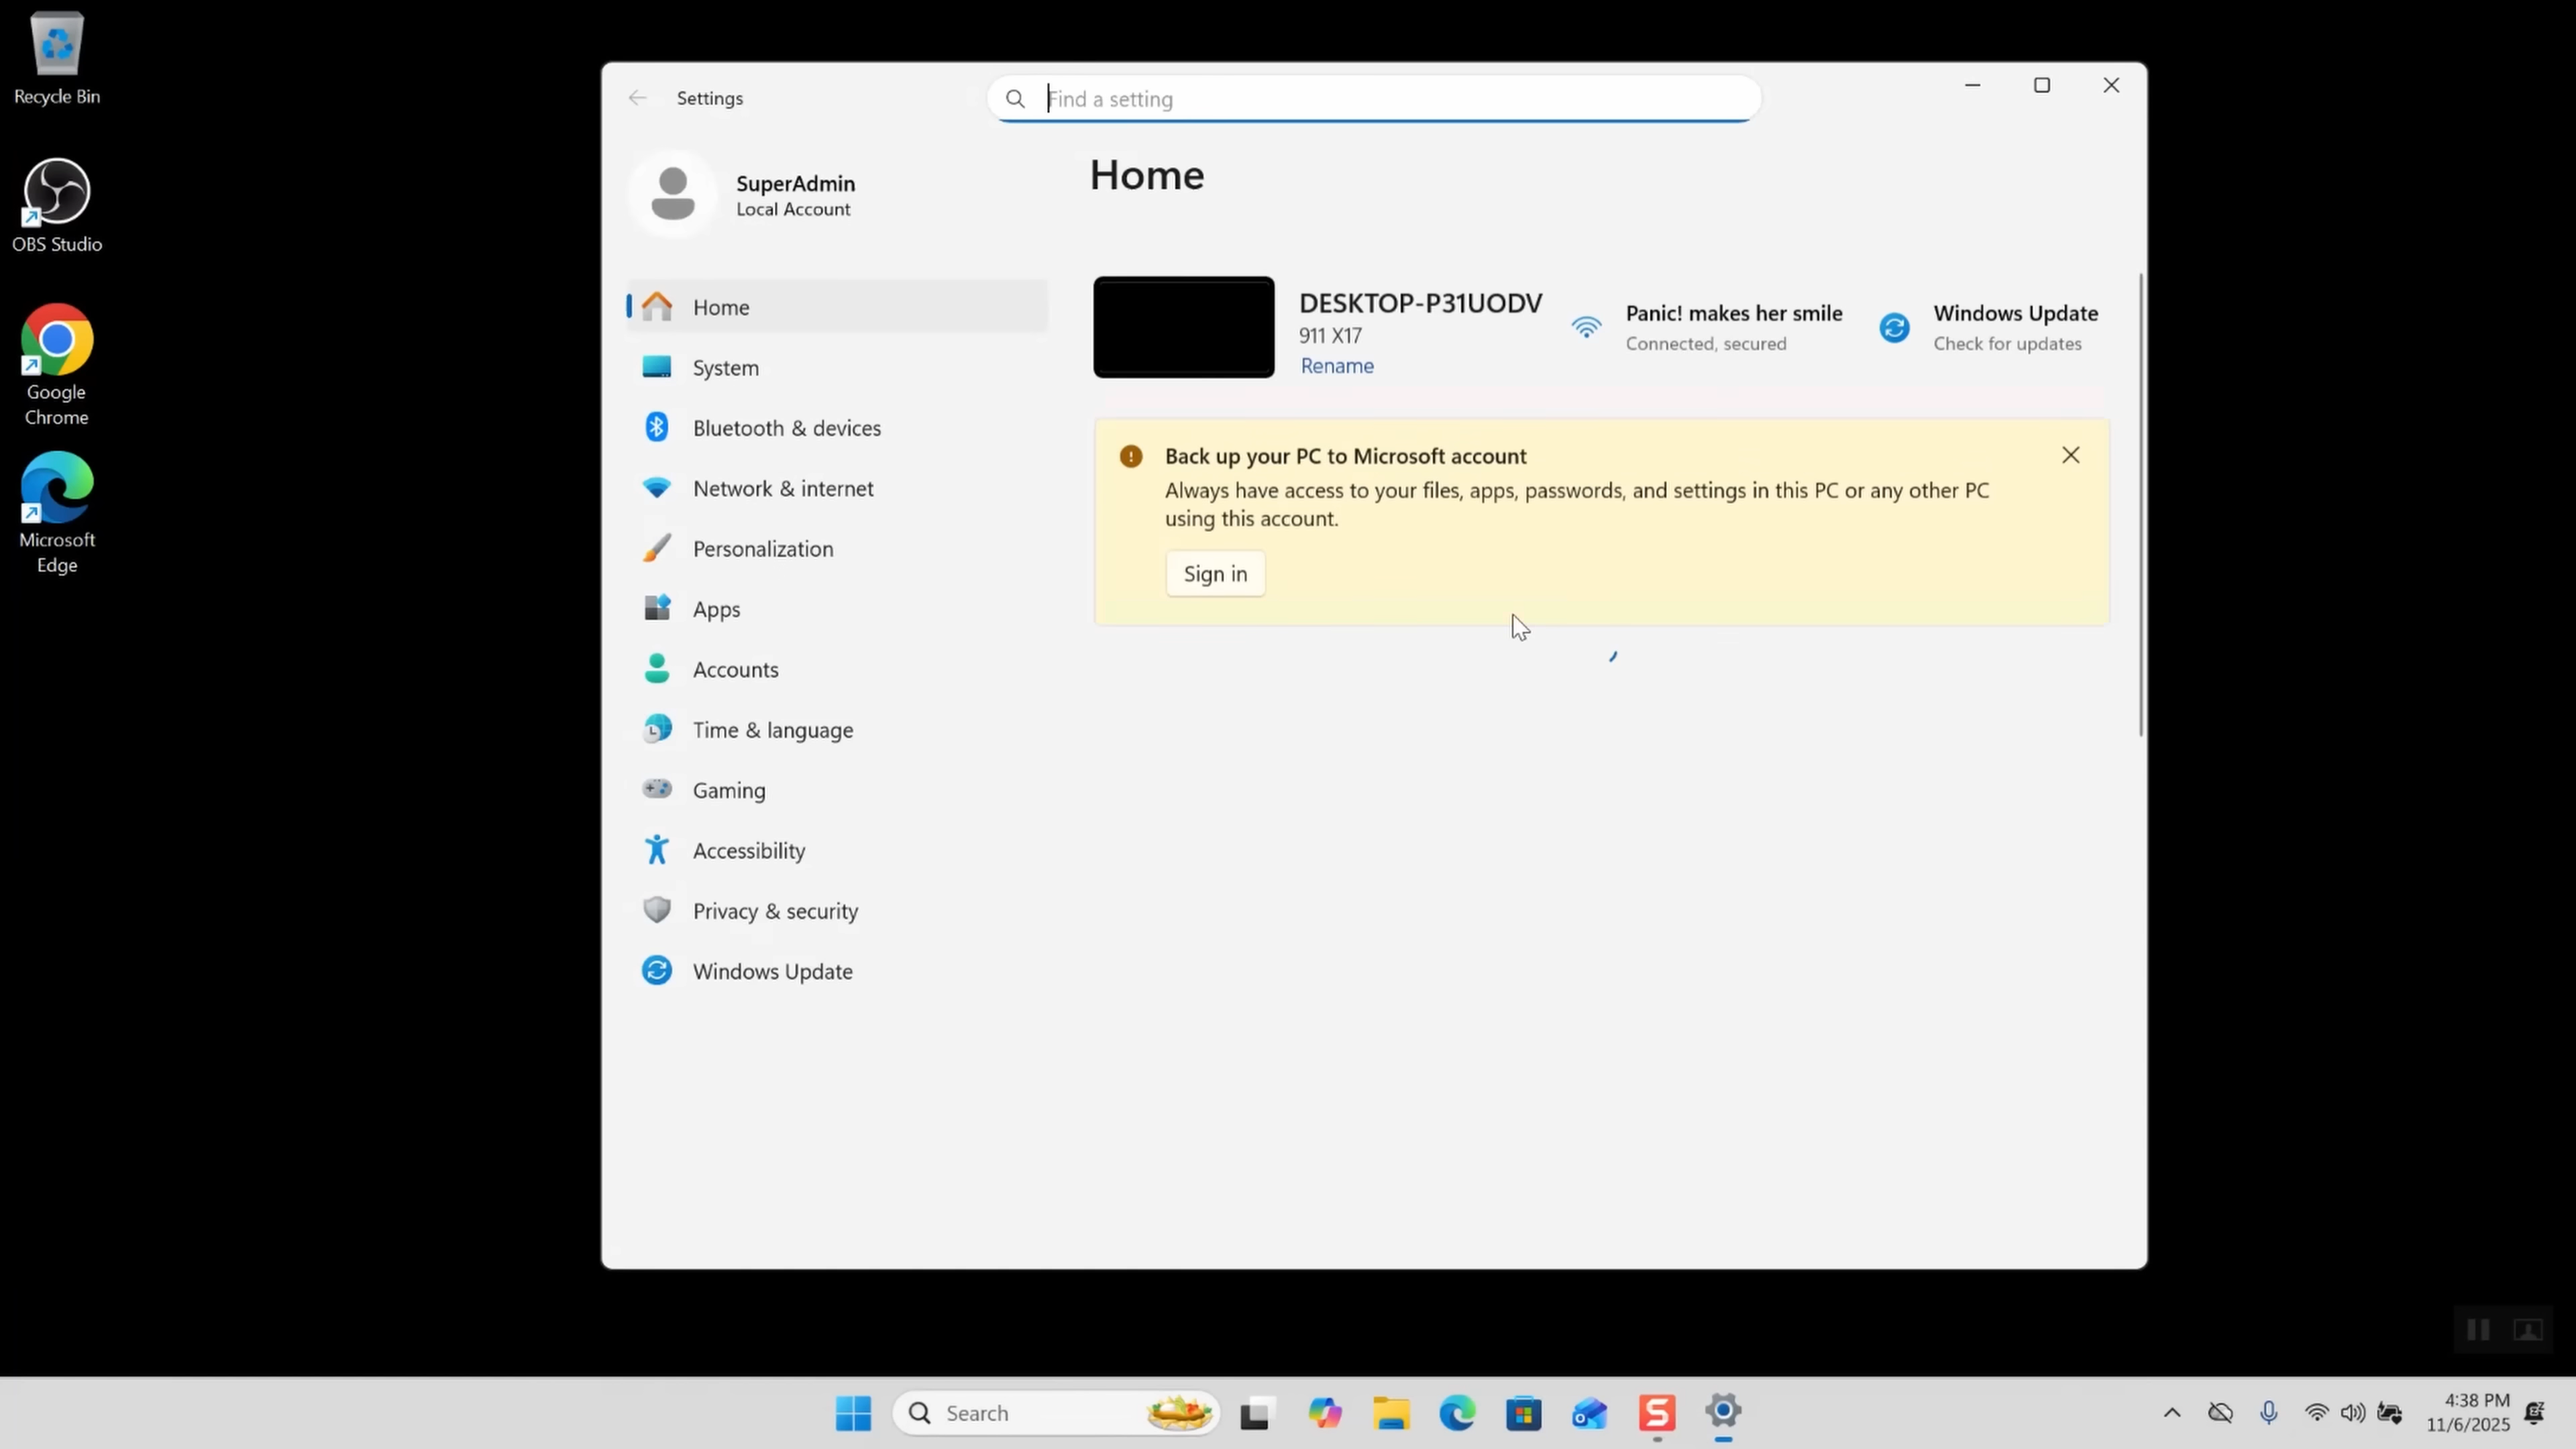 Recycle Bin
OBS Studio
Google
Chrome
Microsoft
Edge
Settings
Find a setting
SuperAdmin
Local Account
Home
System
Bluetooth & devices
Network & internet
Personalization
Apps
Accounts
Time & language
Gaming
Accessibility
Privacy & security
Windows Update
Home
DESKTOP-P31UODV
911 X17
Rename
Panic! makes her smile
Connected, secured
Windows Update
Check for updates
Back up your PC to Microsoft account
Always have access to your files, apps, passwords, and settings in this PC or any other PC
using this account.
Sign in
Search
4:38 PM
11/6/2025